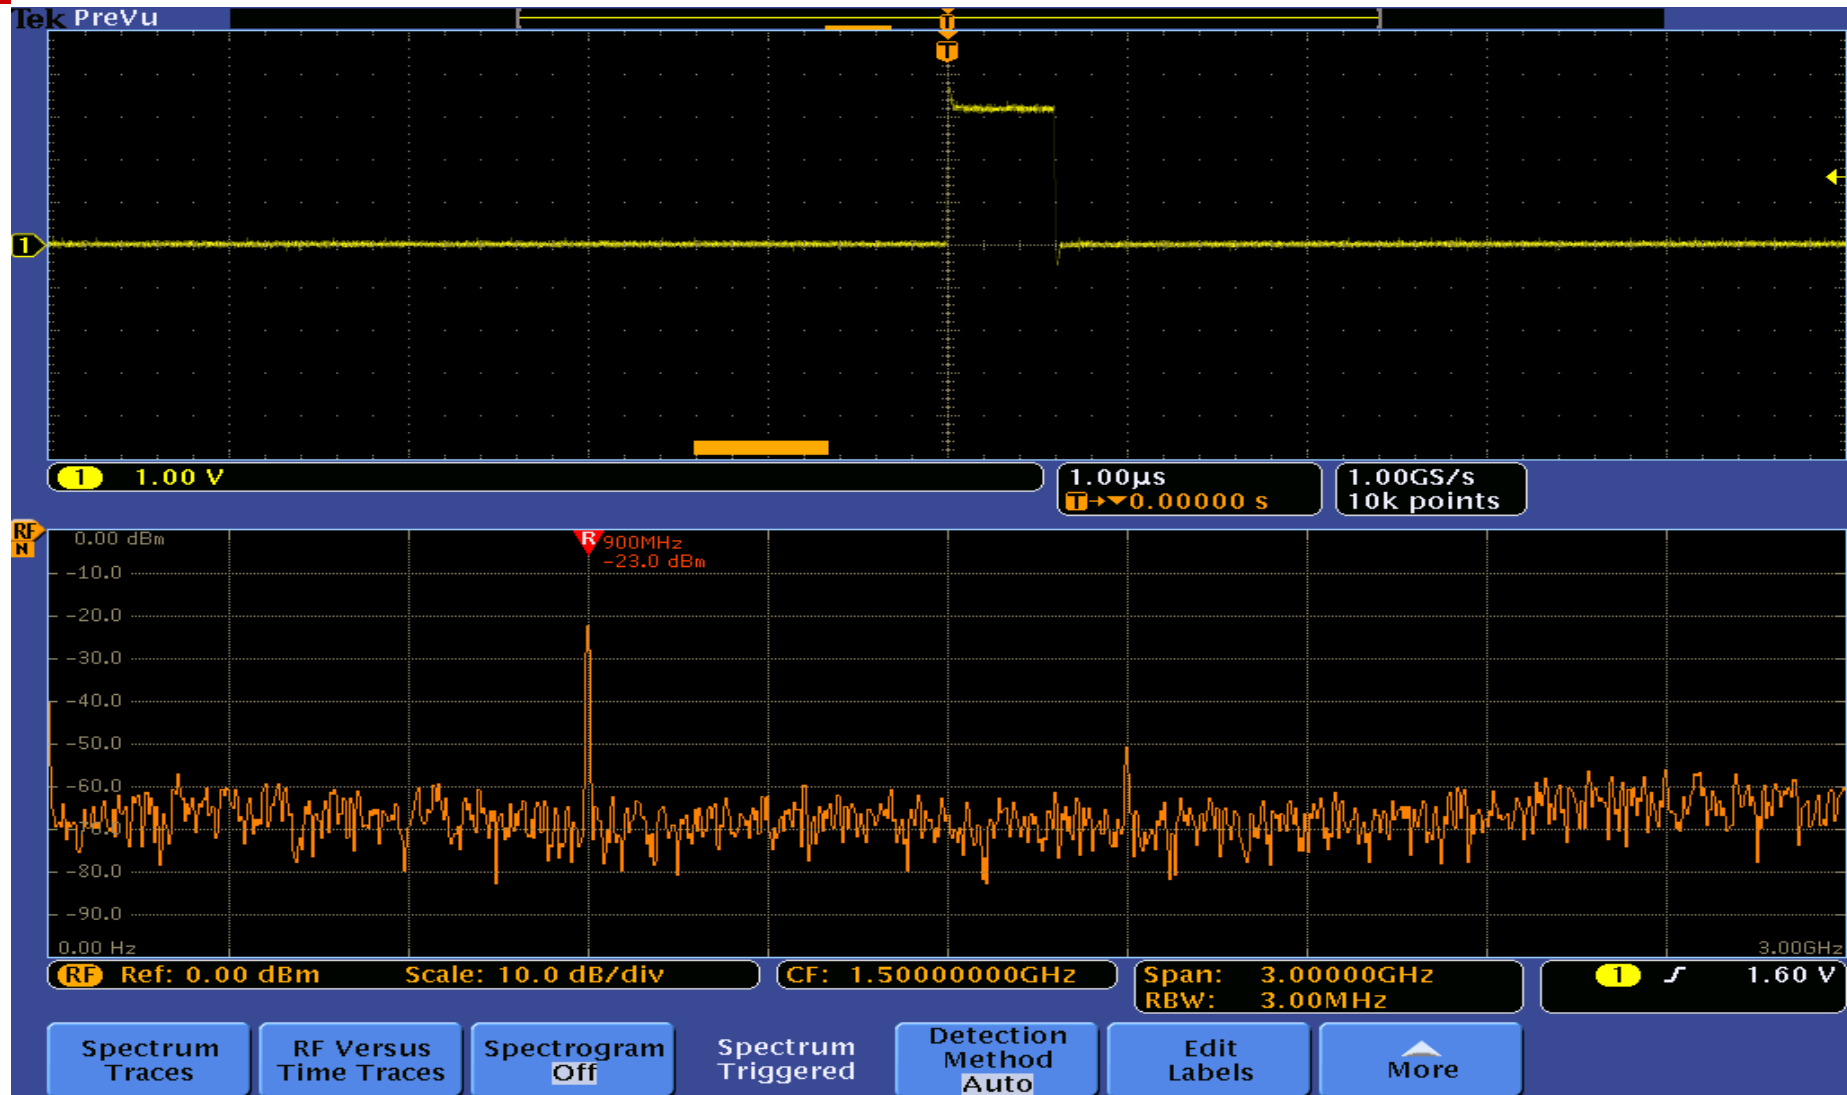 Tek PreVu
T
T
1
1 1.00 V
1.00µs
T→▼0.00000 s
1.00GS/s
10k points
RF
N
0.00 dBm
R 900MHz
-23.0 dBm
-10.0
-20.0
-30.0
-40.0
-50.0
-60.0
-70.0
-80.0
-90.0
0.00 Hz
3.00GHz
RF Ref: 0.00 dBm Scale: 10.0 dB/div
CF: 1.50000000GHz
Span: 3.00000GHz
RBW: 3.00MHz
1 1.60 V
Spectrum
Traces
RF Versus
Time Traces
Spectrogram
Off
Spectrum
Triggered
Detection
Method
Auto
Edit
Labels
More